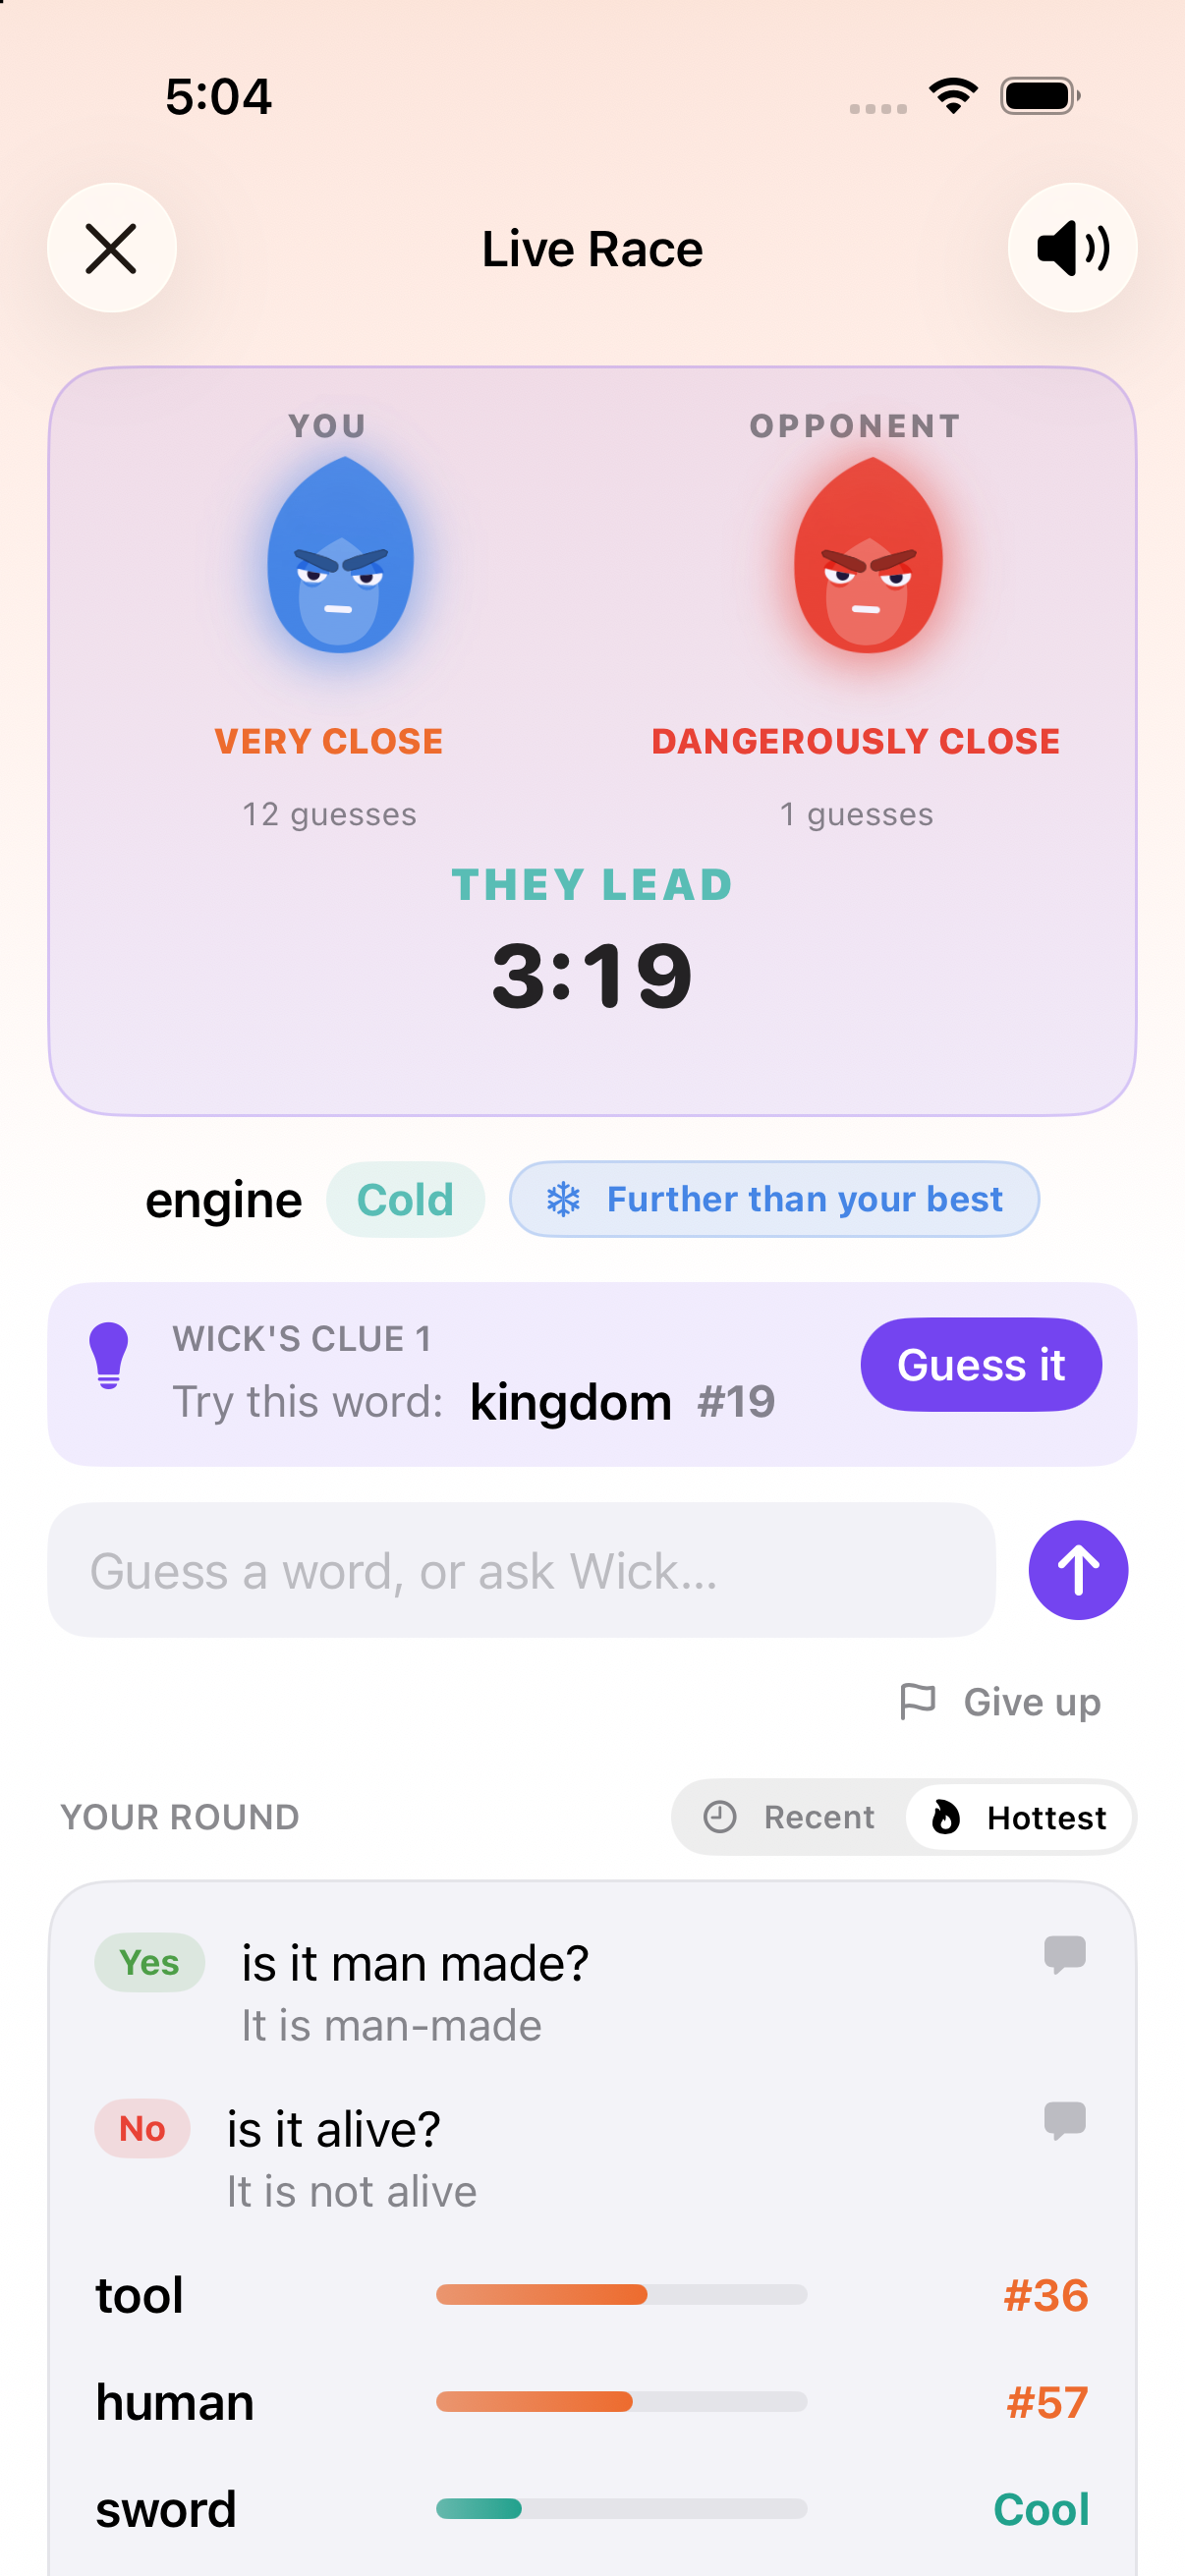 5:04
Live Race
YOU
OPPONENT
VERY CLOSE
DANGEROUSLY CLOSE
12 guesses
1 guesses
THEY LEAD
3:19
engine Cold Further than your best
WICK'S CLUE 1
Try this word: kingdom #19
Guess it
Guess a word, or ask Wick...
Give up
YOUR ROUND
Recent
Hottest
Yes is it man made?
It is man-made
No is it alive?
It is not alive
tool #36
human #57
sword Cool